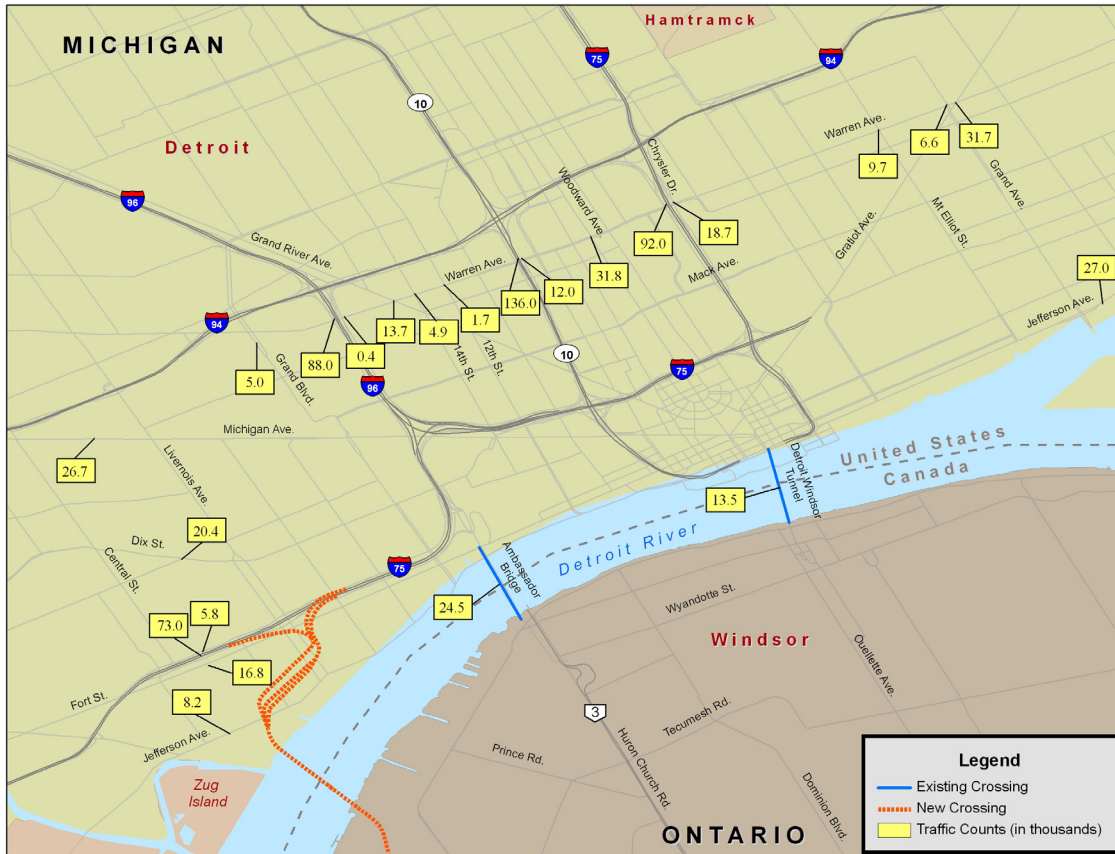 Hamtramck
MICHIGAN
75
94
10
Detroit
Warren Ave.
6.6
31.7
9.7
Chrysler Dr.
Woodward Ave.
Grand Ave.
96
Mt Elliot St.
Gratiot Ave.
92.0
18.7
Grand River Ave.
Warren Ave.
31.8
Mack Ave.
27.0
136.0
12.0
Jefferson Ave.
94
13.7
4.9
1.7
88.0
0.4
14th St.
12th St.
10
5.0
Grand Blvd.
96
75
Michigan Ave.
26.7
Livernois Ave.
United States
Canada
Detroit Windsor
Tunnel
13.5
20.4
Dix St.
Central St.
75
Ambassador
Bridge
Detroit River
24.5
Wyandotte St.
73.0
5.8
Windsor
16.8
Ouellette Ave.
Fort St.
8.2
Jefferson Ave.
3
Tecumesh Rd.
Huron Church Rd.
Prince Rd.
Zug
Island
Dominion Blvd.
ONTARIO
Legend
Existing Crossing
New Crossing
Traffic Counts (in thousands)